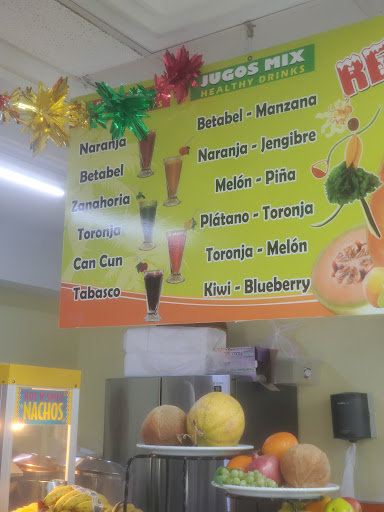 JUGOS MIX
HEALTHY DRINKS
RE
Naranja
Betabel
Zanahoria
Toronja
Can Cun
Tabasco
Betabel - Manzana
Naranja - Jengibre
Melón - Piña
Plátano - Toronja
Toronja - Melón
Kiwi - Blueberry
NACHOS